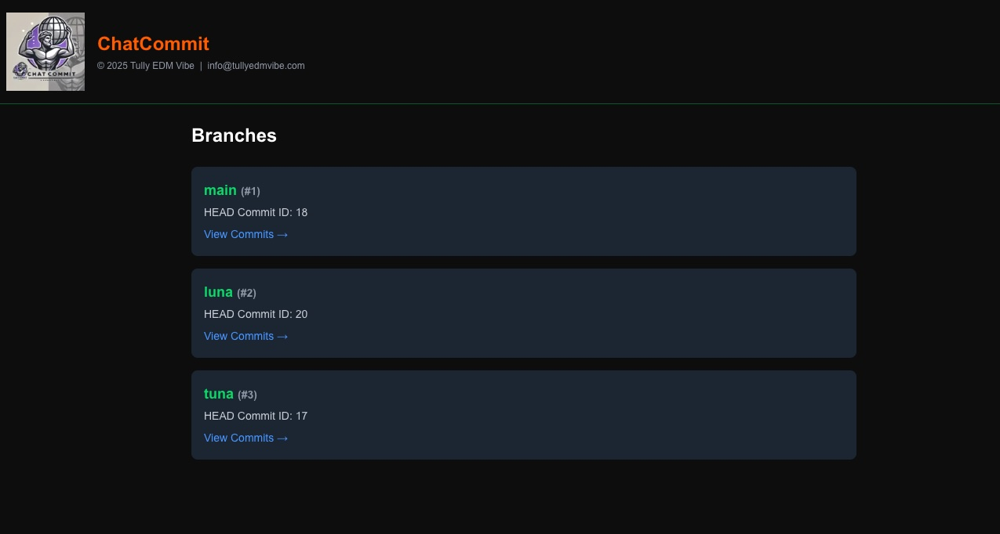 CHAT COMMIT
ChatCommit
© 2025 Tully EDM Vibe | info@tullyedmvibe.com
Branches
main (#1)
HEAD Commit ID: 18
View Commits →
luna (#2)
HEAD Commit ID: 20
View Commits →
tuna (#3)
HEAD Commit ID: 17
View Commits →